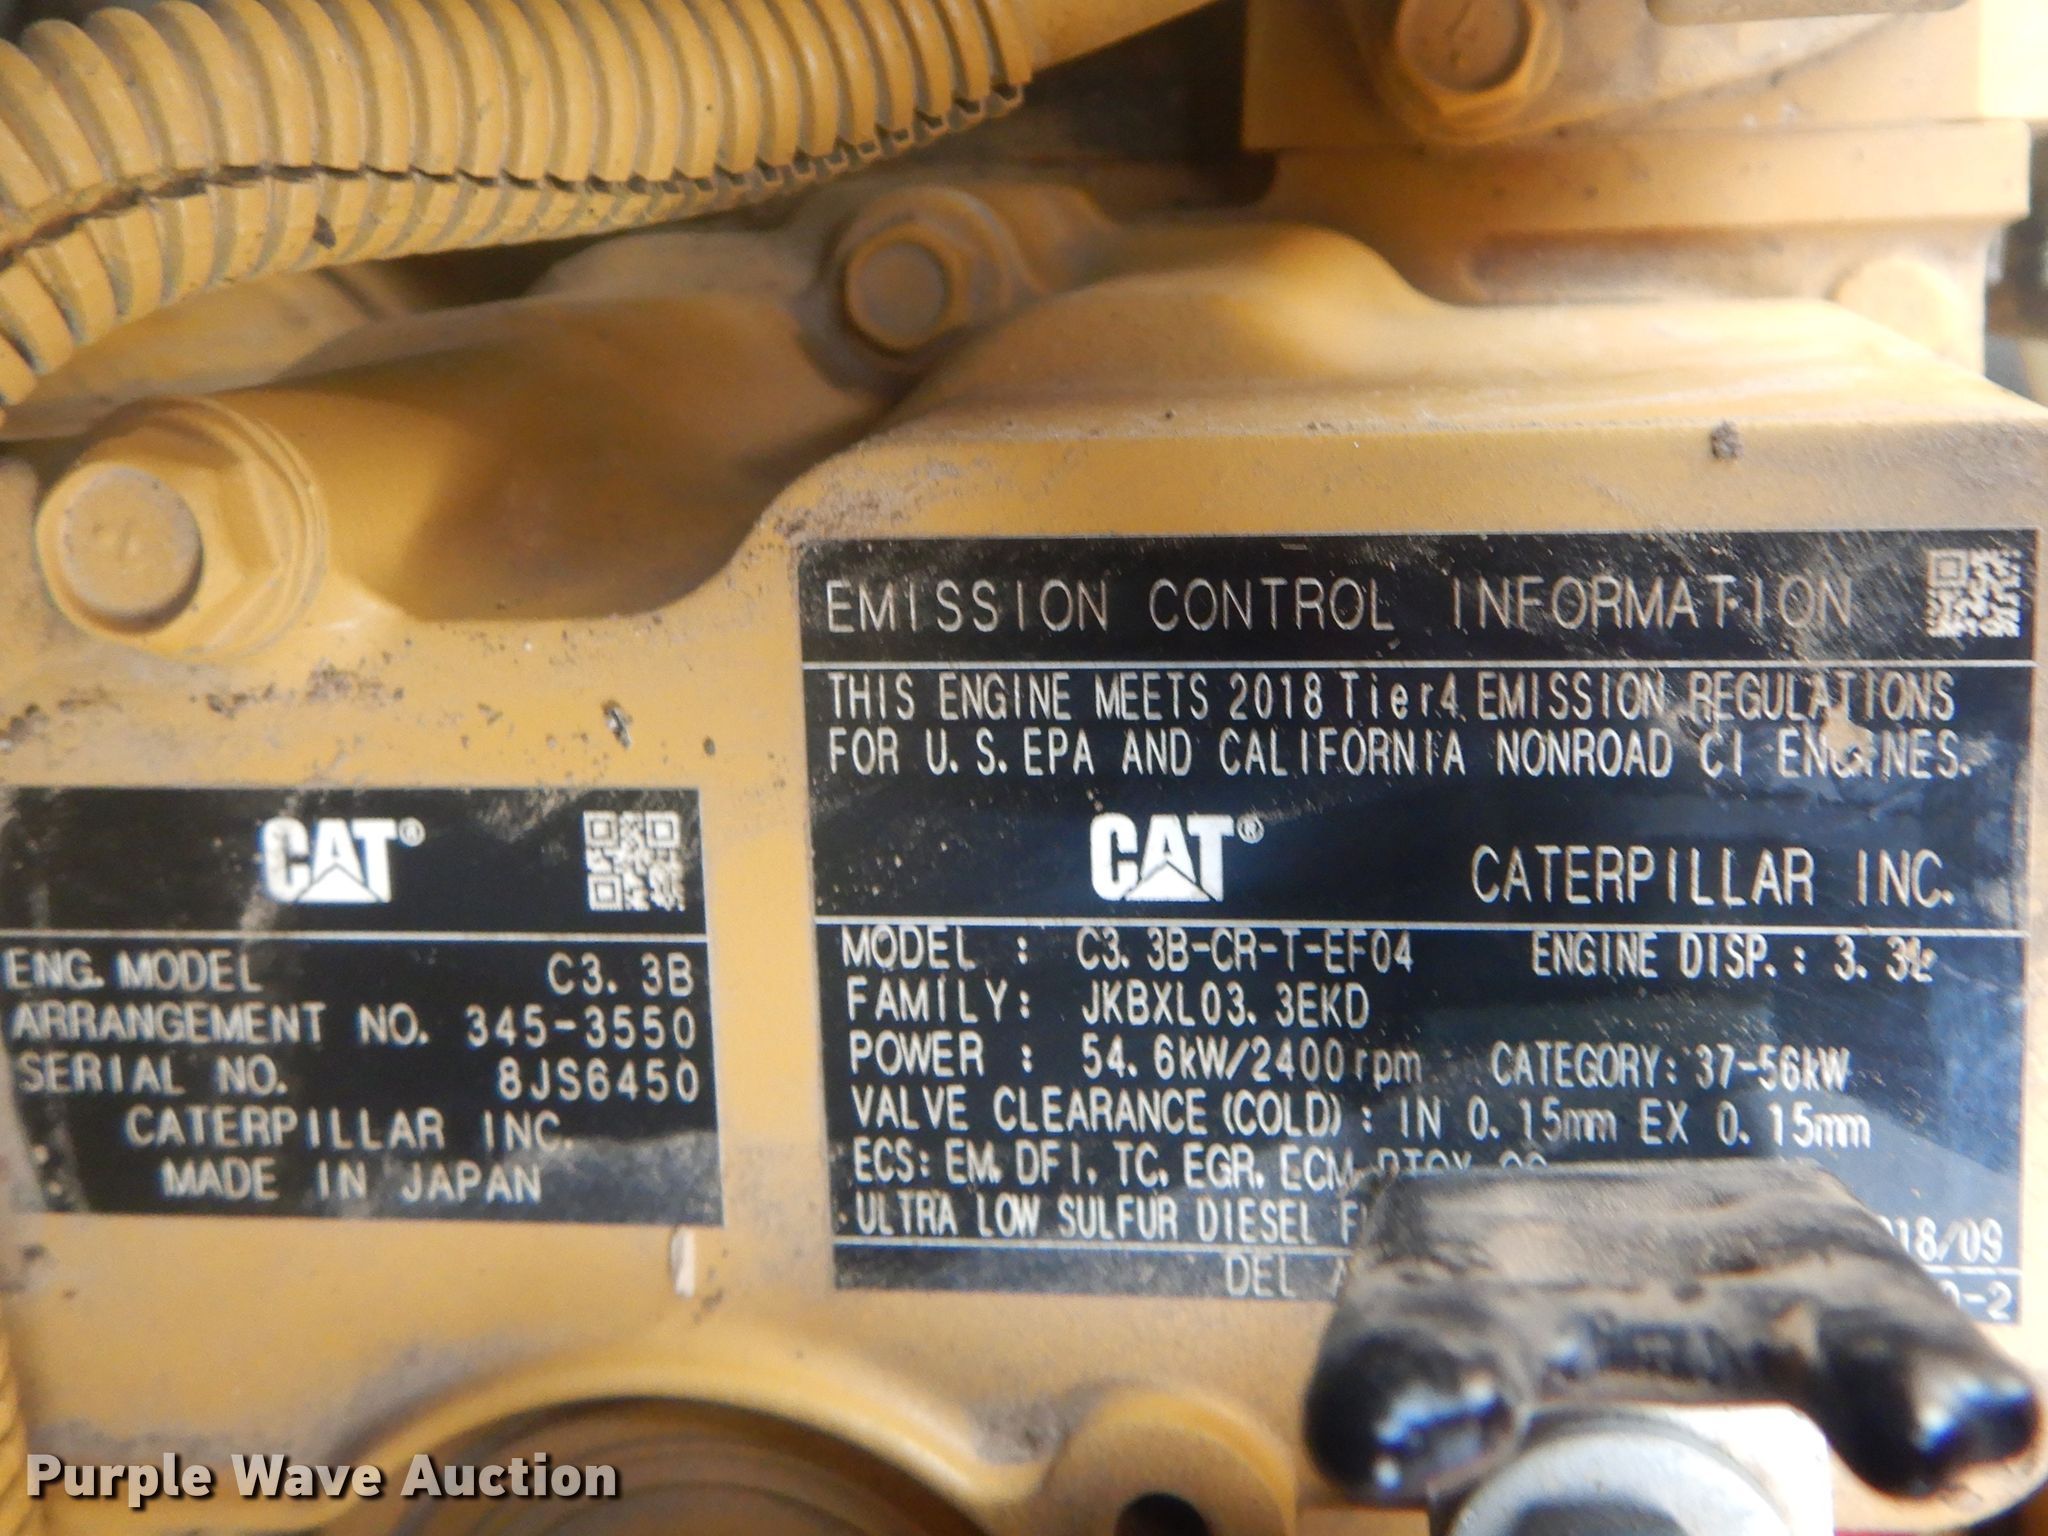 EMISSION CONTROL INFORMATION
THIS ENGINE MEETS 2018 Tier4 EMISSION REGULATIONS
FOR U.S.EPA AND CALIFORNIA NONROAD CI ENGINES.
CAT® CATERPILLAR INC.
MODEL : C3.3B-CR-T-EF04 ENGINE DISP.: 3.3L
FAMILY: JKBXL03.3EKD
POWER : 54.6kW/2400rpm CATEGORY: 37-56kW
VALVE CLEARANCE (COLD): IN 0.15mm EX 0.15mm
ECS: EM, DFI, TC, EGR, ECM,
ULTRA LOW SULFUR DIESEL 18/09
DEL -2
CAT®
ENG. MODEL C3.3B
ARRANGEMENT NO. 345-3550
SERIAL NO. 8JS6450
CATERPILLAR INC.
MADE IN JAPAN
Purple Wave Auction